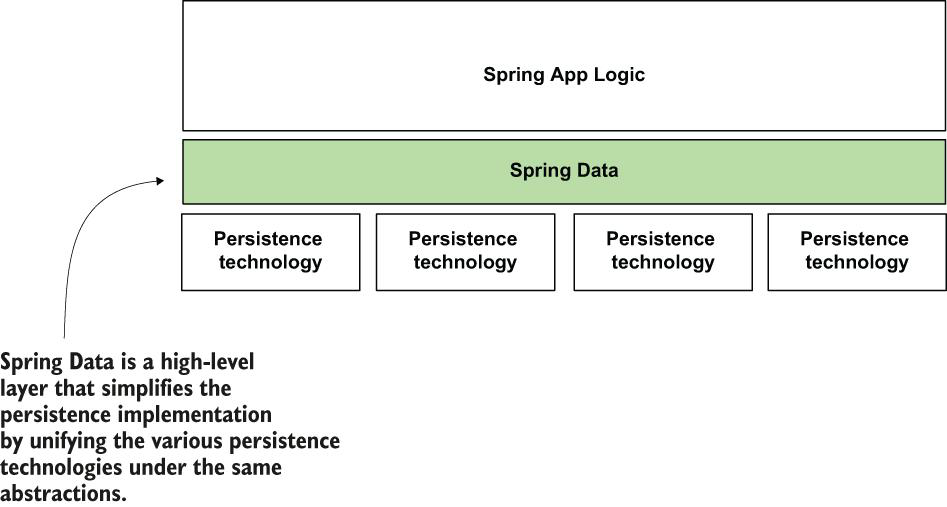 Spring App Logic
Spring Data
Persistence
technology
Persistence
technology
Persistence
technology
Persistence
technology
Spring Data is a high-level
layer that simplifies the
persistence implementation
by unifying the various persistence
technologies under the same
abstractions.